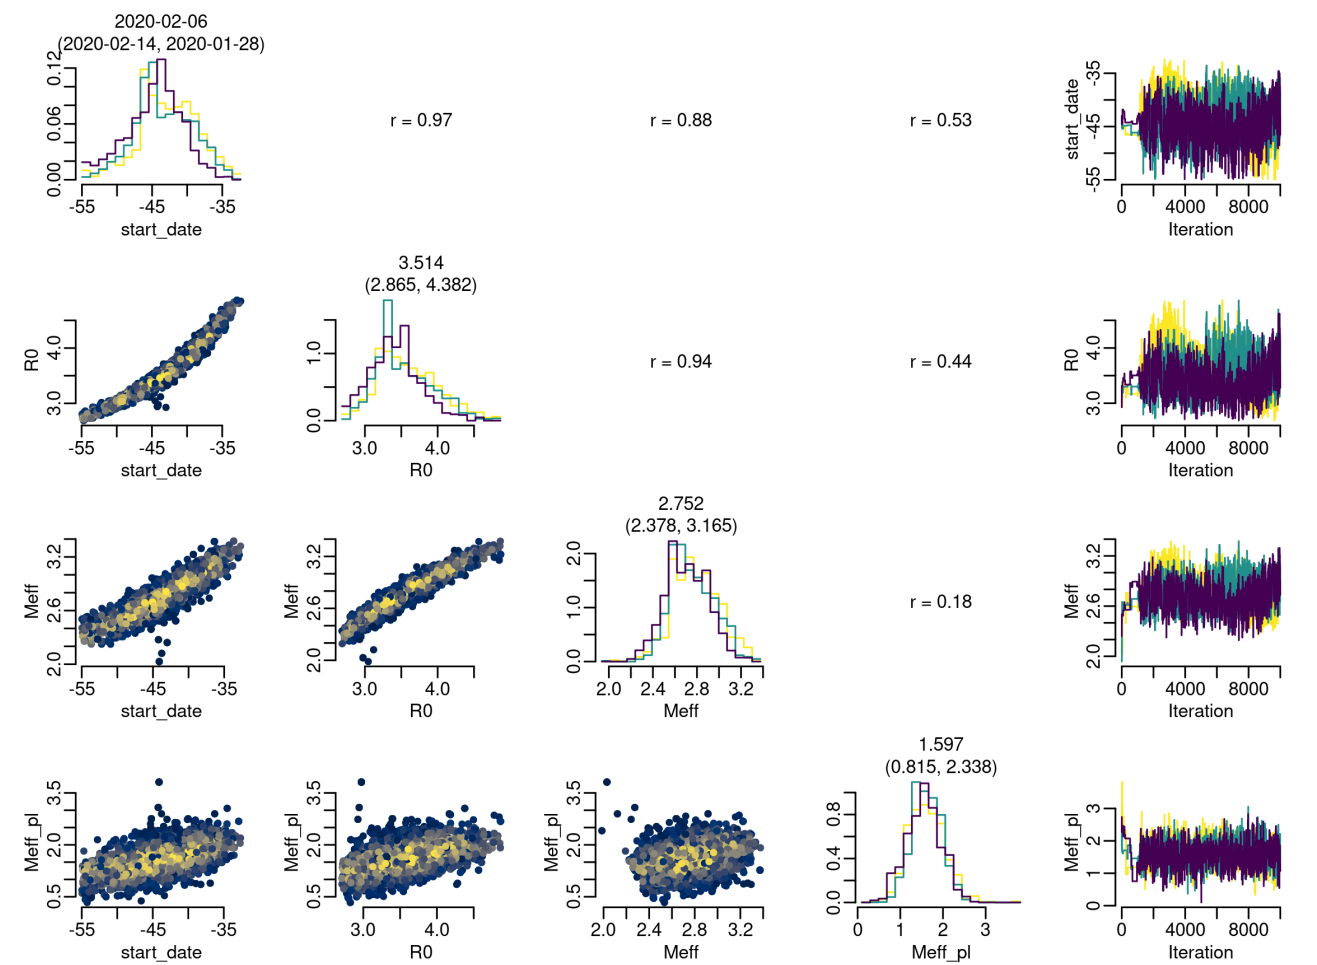 2020-02-06
(2020-02-14, 2020-01-28)
0.00 0.06 0.12
-55 -45 -35
start_date
r = 0.97
r = 0.88
r = 0.53
start_date
-55 -45 -35
0 4000 8000
Iteration
R0
3.0 4.0
-55 -45 -35
start_date
3.514
(2.865, 4.382)
0.0 1.0
3.0 4.0
R0
r = 0.94
r = 0.44
R0
3.0 4.0
0 4000 8000
Iteration
Meff
2.0 2.6 3.2
-55 -45 -35
start_date
Meff
2.0 2.6 3.2
3.0 4.0
R0
2.752
(2.378, 3.165)
0.0 1.0 2.0
2.0 2.4 2.8 3.2
Meff
r = 0.18
Meff
2.0 2.6 3.2
0 4000 8000
Iteration
Meff_pl
0.5 2.0 3.5
-55 -45 -35
start_date
Meff_pl
0.5 2.0 3.5
3.0 4.0
R0
Meff_pl
0.5 2.0 3.5
2.0 2.4 2.8 3.2
Meff
1.597
(0.815, 2.338)
0.0 0.4 0.8
0 1 2 3
Meff_pl
Meff_pl
0 1 2 3
0 4000 8000
Iteration